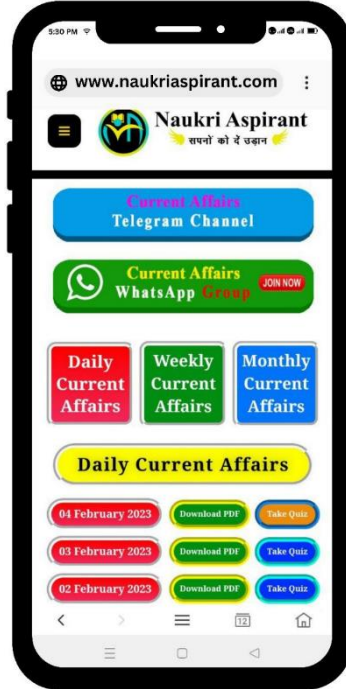 5:30 PM
www.naukriaspirant.com
Naukri Aspirant
सपनों को दें उड़ान
Current Affairs
Telegram Channel
Current Affairs
WhatsApp Group
JOIN NOW
Daily Current Affairs
Weekly Current Affairs
Monthly Current Affairs
Daily Current Affairs
04 February 2023 Download PDF Take Quiz
03 February 2023 Download PDF Take Quiz
02 February 2023 Download PDF Take Quiz
12